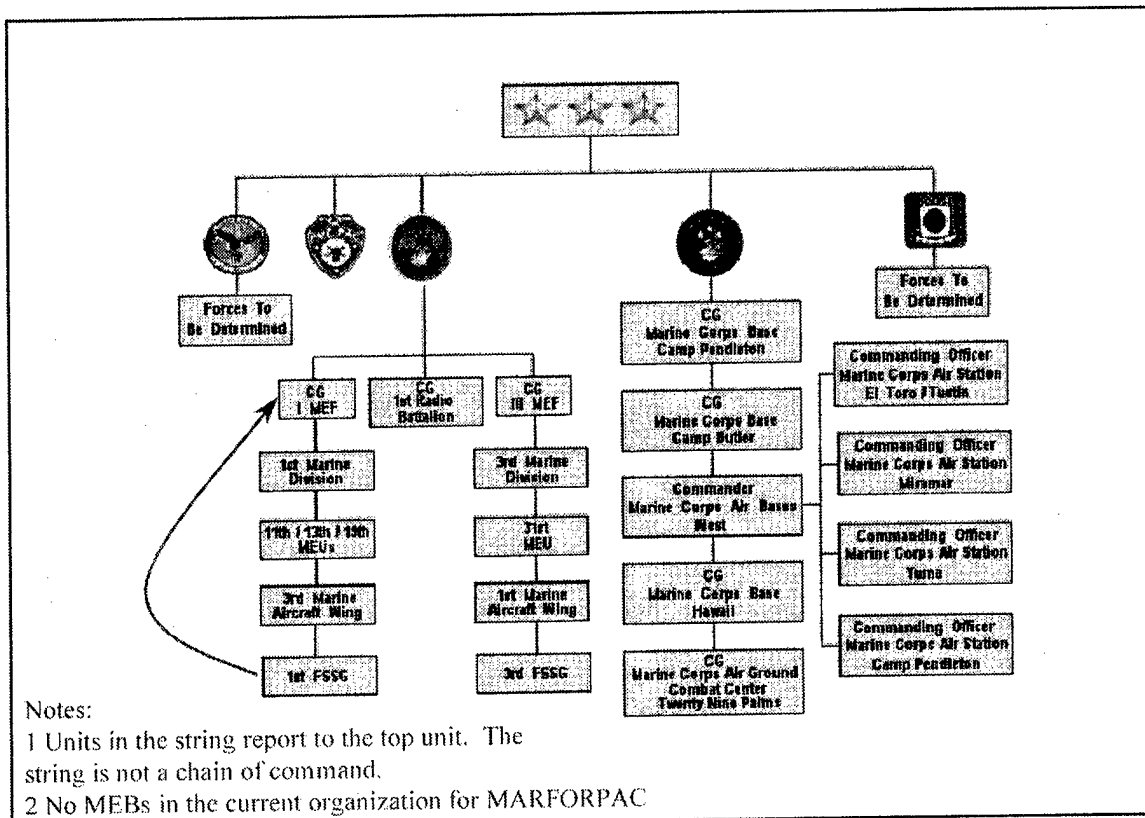 Forces To
Be Determined
Forces To
Be Determined
CG
I MEF
CG
1st Radio
Battalion
CG
III MEF
1st Marine
Division
11th / 13th / 15th
MEUs
3rd Marine
Aircraft Wing
1st FSSG
3rd Marine
Division
31st
MEU
1st Marine
Aircraft Wing
3rd FSSG
CG
Marine Corps Base
Camp Pendleton
CG
Marine Corps Base
Camp Butler
Commander
Marine Corps Air Bases
West
CG
Marine Corps Base
Hawaii
CG
Marine Corps Air Ground
Combat Center
Twenty Nine Palms
Commanding Officer
Marine Corps Air Station
El Toro / Tustin
Commanding Officer
Marine Corps Air Station
Miramar
Commanding Officer
Marine Corps Air Station
Yuma
Commanding Officer
Marine Corps Air Station
Camp Pendleton
Notes:
1 Units in the string report to the top unit. The
string is not a chain of command.
2 No MEBs in the current organization for MARFORPAC